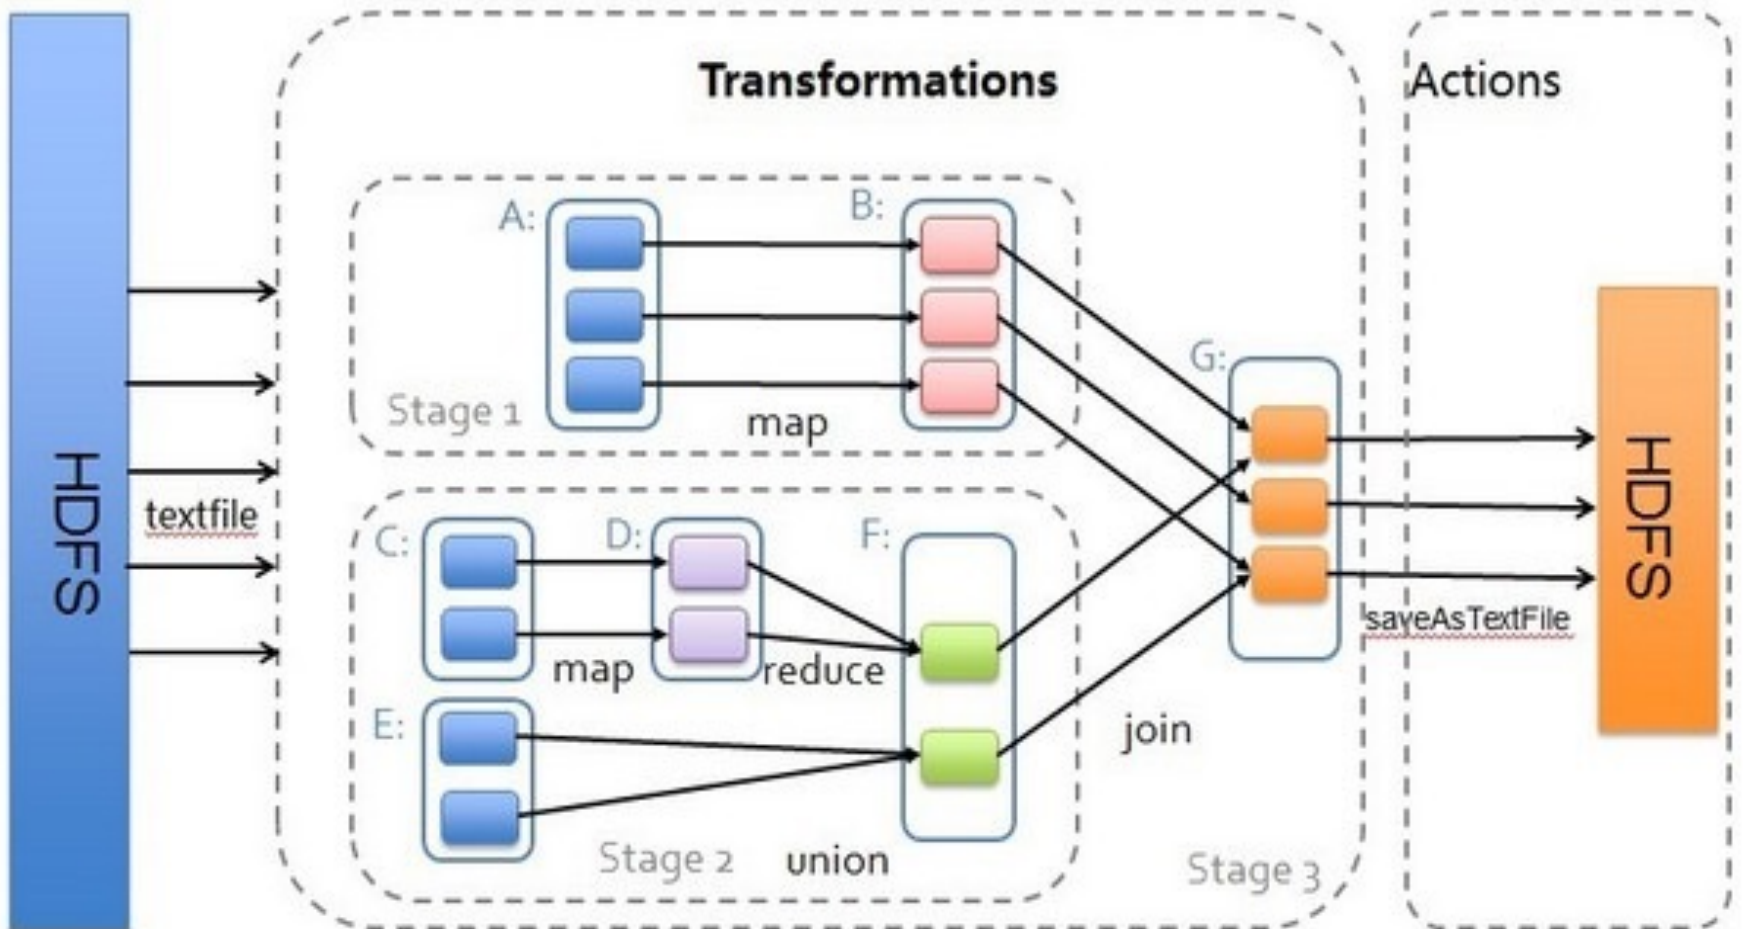 Transformations
Actions
A:
B:
Stage 1
map
G:
HDFS
textfile
C:
D:
F:
map
reduce
E:
Stage 2
union
join
Stage 3
saveAsTextFile
HDFS